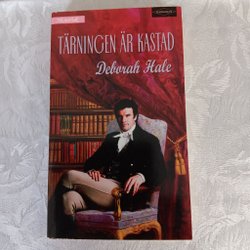 TÄRNINGEN ÄR KASTAD
Deborah Hale